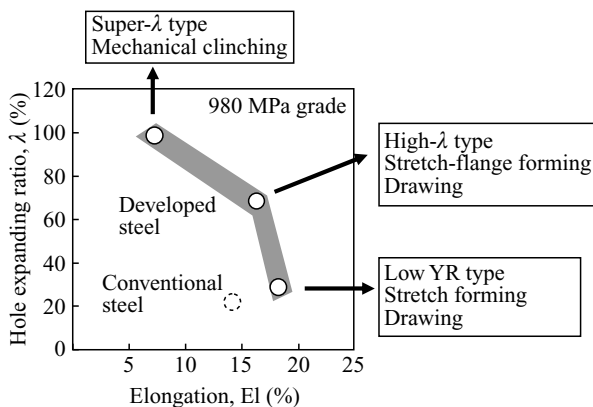 Super-λ type
Mechanical clinching
120
100
80
60
40
20
0
Hole expanding ratio, λ (%)
980 MPa grade
Developed
steel
Conventional
steel
High-λ type
Stretch-flange forming
Drawing
Low YR type
Stretch forming
Drawing
5 10 15 20 25
Elongation, El (%)